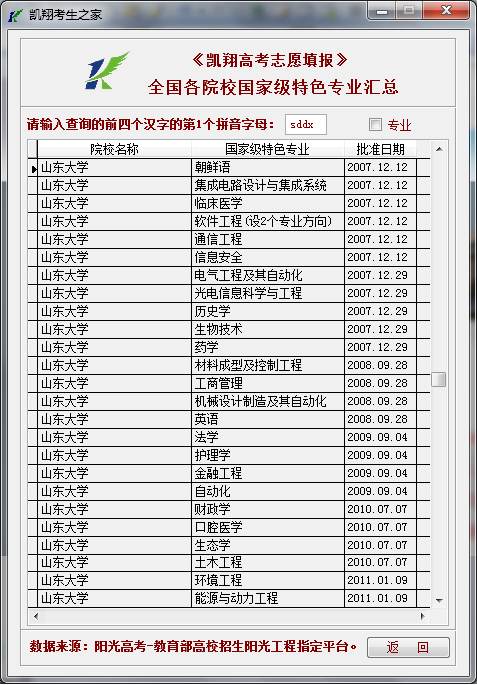 凯翔考生之家
《凯翔高考志愿填报》
全国各院校国家级特色专业汇总
请输入查询的前四个汉字的第1个拼音字母： sddx 专业
院校名称 国家级特色专业 批准日期
山东大学 朝鲜语 2007.12.12
山东大学 集成电路设计与集成系统 2007.12.12
山东大学 临床医学 2007.12.12
山东大学 软件工程(设2个专业方向) 2007.12.12
山东大学 通信工程 2007.12.12
山东大学 信息安全 2007.12.12
山东大学 电气工程及其自动化 2007.12.29
山东大学 光电信息科学与工程 2007.12.29
山东大学 历史学 2007.12.29
山东大学 生物技术 2007.12.29
山东大学 药学 2007.12.29
山东大学 材料成型及控制工程 2008.09.28
山东大学 工商管理 2008.09.28
山东大学 机械设计制造及其自动化 2008.09.28
山东大学 英语 2008.09.28
山东大学 法学 2009.09.04
山东大学 护理学 2009.09.04
山东大学 金融工程 2009.09.04
山东大学 自动化 2009.09.04
山东大学 财政学 2010.07.07
山东大学 口腔医学 2010.07.07
山东大学 生态学 2010.07.07
山东大学 土木工程 2010.07.07
山东大学 环境工程 2011.01.09
山东大学 能源与动力工程 2011.01.09
数据来源：阳光高考-教育部高校招生阳光工程指定平台。 返 回